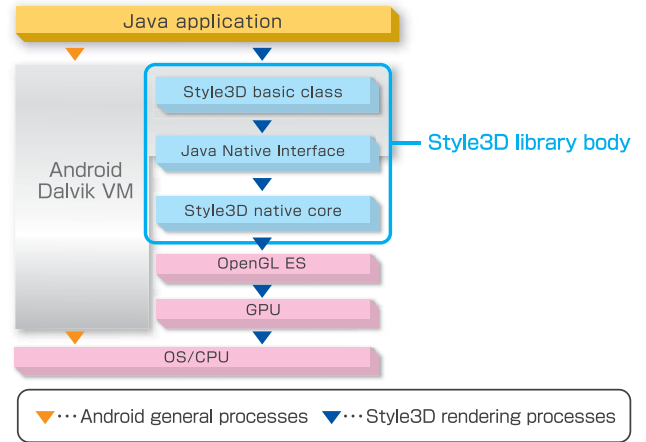 Java application
Style3D basic class
Java Native Interface
Style3D library body
Android
Dalvik VM
Style3D native core
OpenGL ES
GPU
OS/CPU
▼···Android general processes ▼···Style3D rendering processes